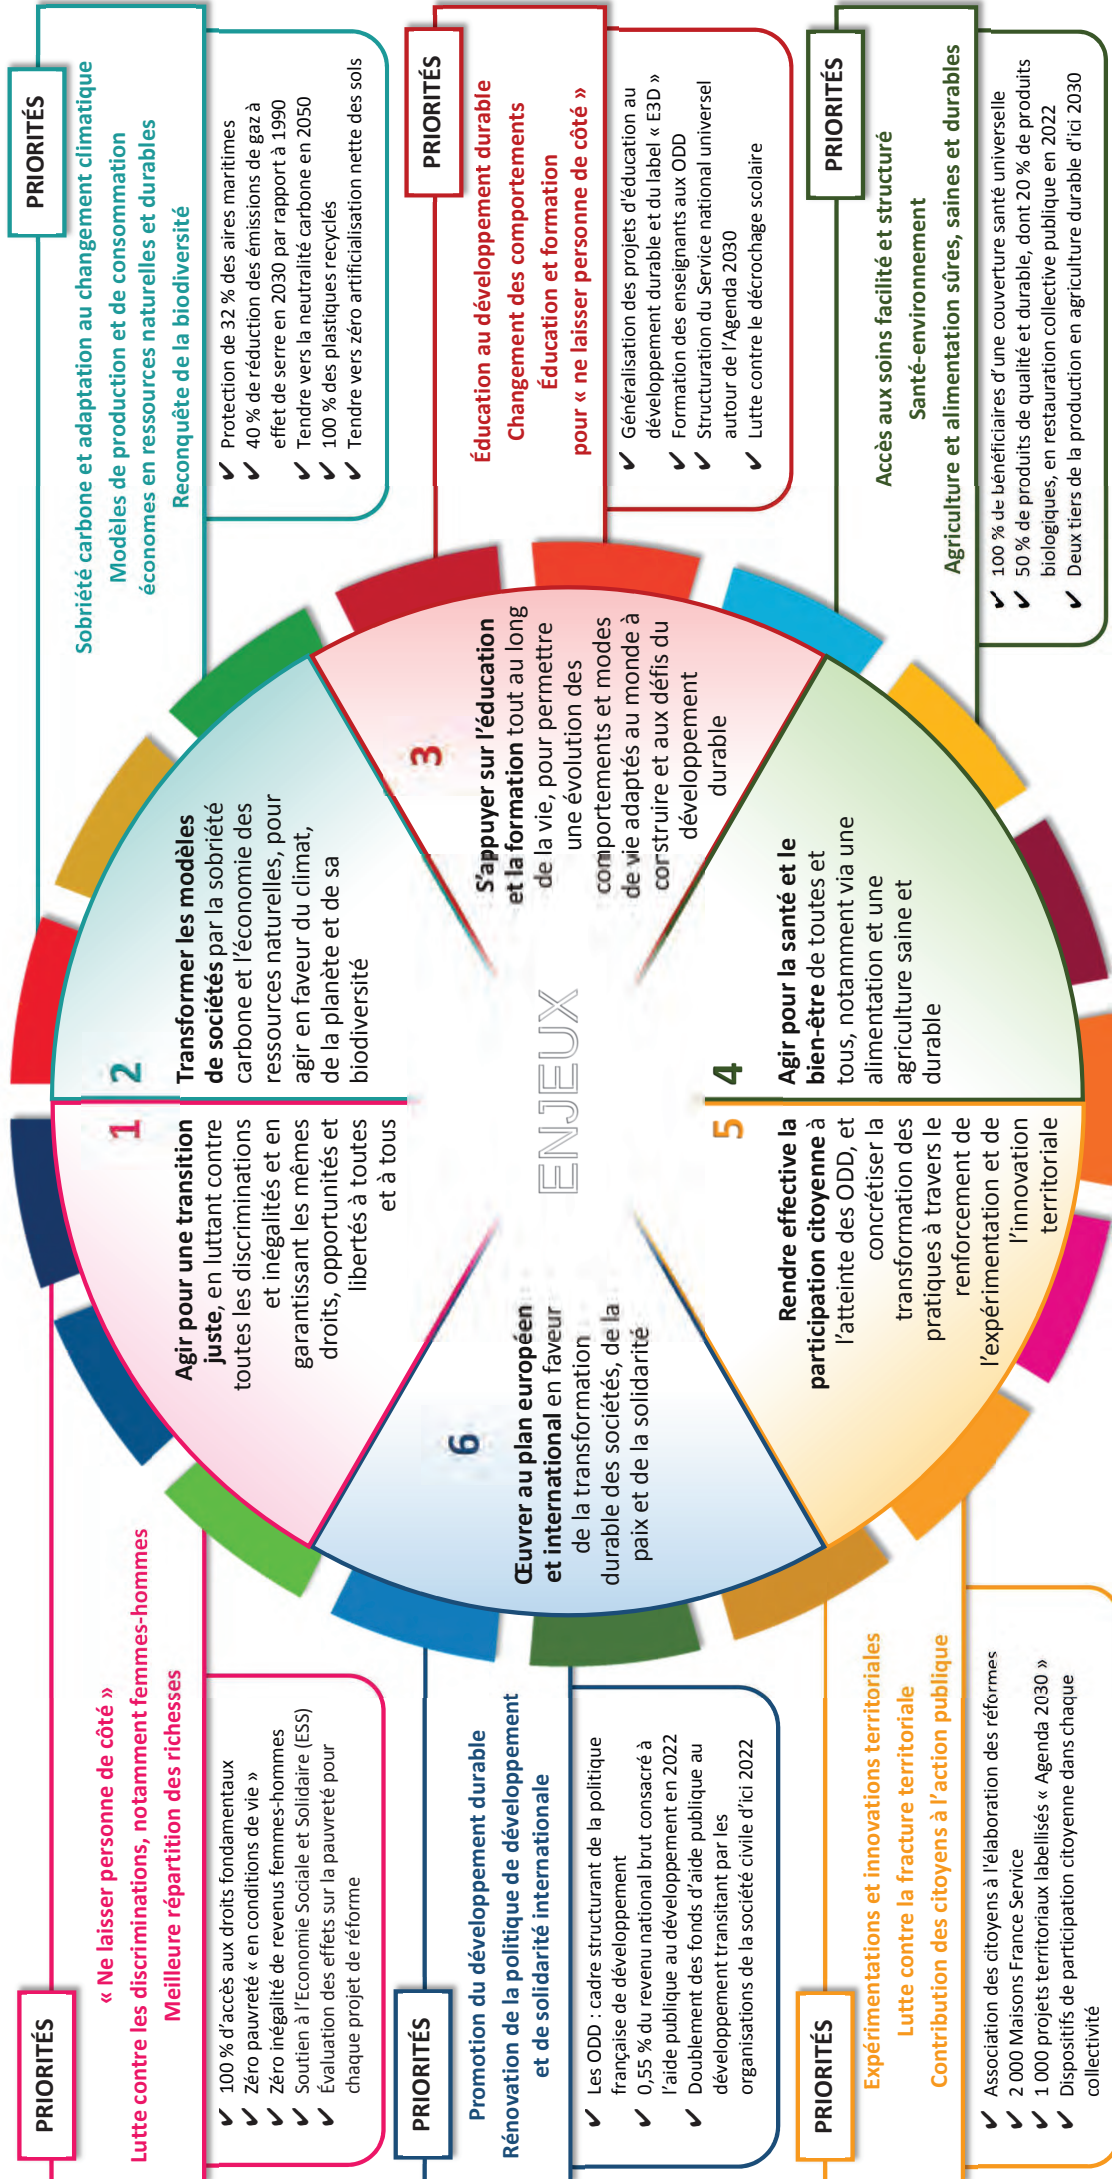 PRIORITÉS
« Ne laisser personne de côté »
Lutte contre les discriminations, notamment femmes-hommes
Meilleure répartition des richesses
100 % d'accès aux droits fondamentaux
Zéro pauvreté « en conditions de vie »
Zéro inégalité de revenus femmes-hommes
Soutien à l'Economie Sociale et Solidaire (ESS)
Évaluation des effets sur la pauvreté pour
chaque projet de réforme
PRIORITÉS
Promotion du développement durable
Rénovation de la politique de développement
et de solidarité internationale
Les ODD : cadre structurant de la politique
française de développement
0,55 % du revenu national brut consacré à
l'aide publique au développement en 2022
Doublement des fonds d'aide publique au
développement transitant par les
organisations de la société civile d'ici 2022
PRIORITÉS
Expérimentations et innovations territoriales
Lutte contre la fracture territoriale
Contribution des citoyens à l'action publique
Association des citoyens à l'élaboration des réformes
2 000 Maisons France Service
1 000 projets territoriaux labellisés « Agenda 2030 »
Dispositifs de participation citoyenne dans chaque
collectivité
1
Agir pour une transition
juste, en luttant contre
toutes les discriminations
et inégalités et en
garantissant les mêmes
droits, opportunités et
libertés à toutes
et à tous
2
Transformer les modèles
de sociétés par la sobriété
carbone et l'économie des
ressources naturelles, pour
agir en faveur du climat,
de la planète et de sa
biodiversité
6
Œuvrer au plan européen
et international en faveur
de la transformation
durable des sociétés, de la
paix et de la solidarité
ENJEUX
3
S'appuyer sur l'éducation
et la formation tout au long
de la vie, pour permettre
une évolution des
comportements et modes
de vie adaptés au monde à
construire et aux défis du
développement
durable
5
Rendre effective la
participation citoyenne à
l'atteinte des ODD, et
concrétiser la
transformation des
pratiques à travers le
renforcement de
l'expérimentation et de
l'innovation
territoriale
4
Agir pour la santé et le
bien-être de toutes et
tous, notamment via une
alimentation et une
agriculture saine et
durable
PRIORITÉS
Sobriété carbone et adaptation au changement climatique
Modèles de production et de consommation
économes en ressources naturelles et durables
Reconquête de la biodiversité
Protection de 32 % des aires maritimes
40 % de réduction des émissions de gaz à
effet de serre en 2030 par rapport à 1990
Tendre vers la neutralité carbone en 2050
100 % des plastiques recyclés
Tendre vers zéro artificialisation nette des sols
PRIORITÉS
Éducation au développement durable
Changement des comportements
Éducation et formation
pour « ne laisser personne de côté »
Généralisation des projets d'éducation au
développement durable et du label « E3D »
Formation des enseignants aux ODD
Structuration du Service national universel
autour de l'Agenda 2030
Lutte contre le décrochage scolaire
PRIORITÉS
Accès aux soins facilité et structuré
Santé-environnement
Agriculture et alimentation sûres, saines et durables
100 % de bénéficiaires d'une couverture santé universelle
50 % de produits de qualité et durable, dont 20 % de produits
biologiques, en restauration collective publique en 2022
Deux tiers de la production en agriculture durable d'ici 2030